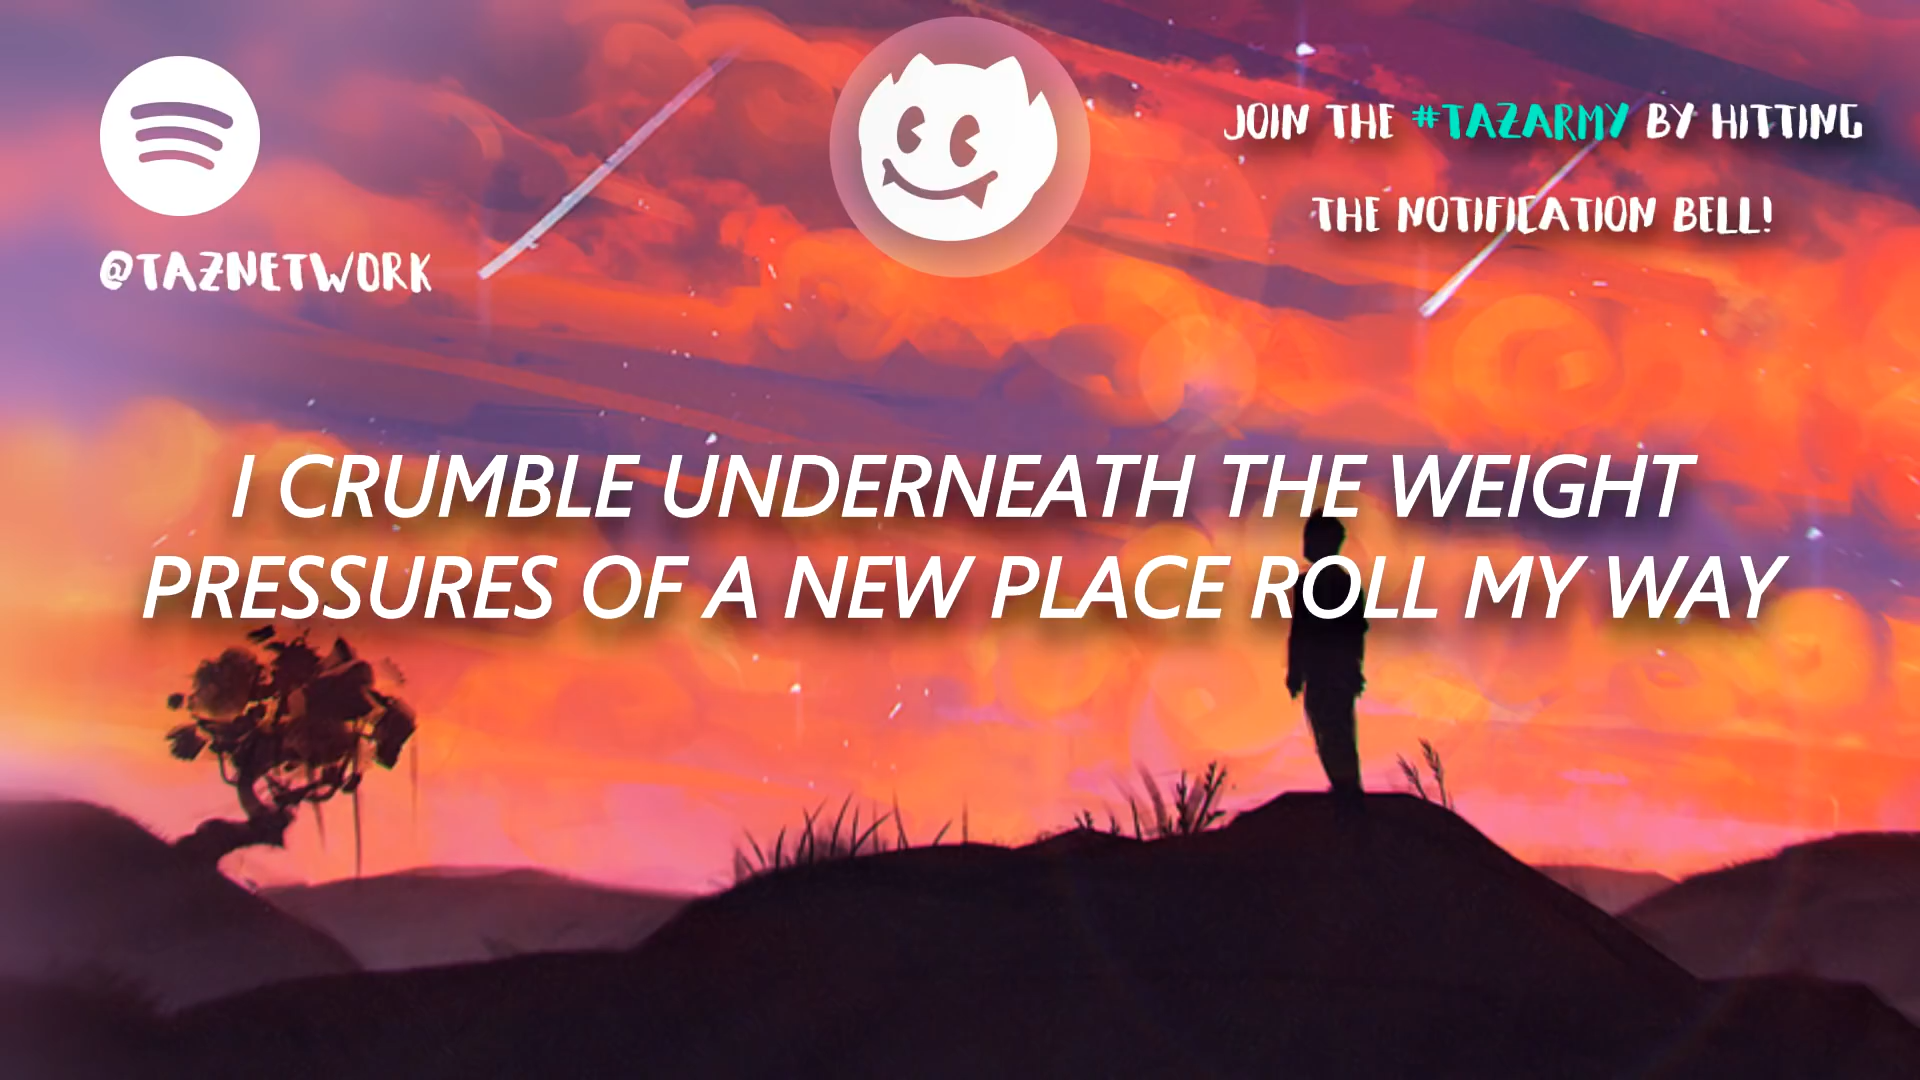 @TAZNETWORK
JOIN THE #TAZARMY BY HITTING
THE NOTIFICATION BELL!
I CRUMBLE UNDERNEATH THE WEIGHT
PRESSURES OF A NEW PLACE ROLL MY WAY